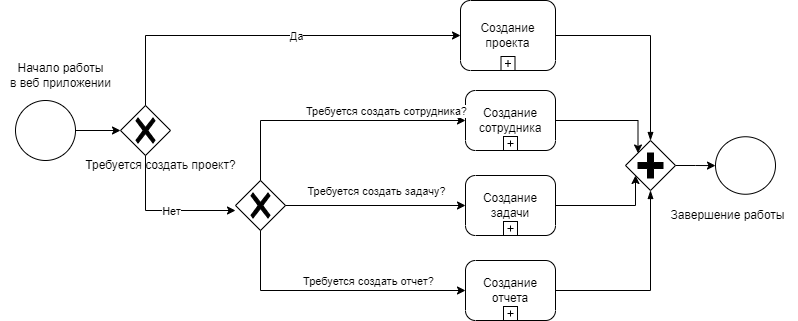 Начало работы
в веб приложении
Да
Создание
проекта
+
Требуется создать проект?
Нет
Требуется создать сотрудника?
Создание
сотрудника
+
Требуется создать задачу?
Создание
задачи
+
Требуется создать отчет?
Создание
отчета
+
Завершение работы